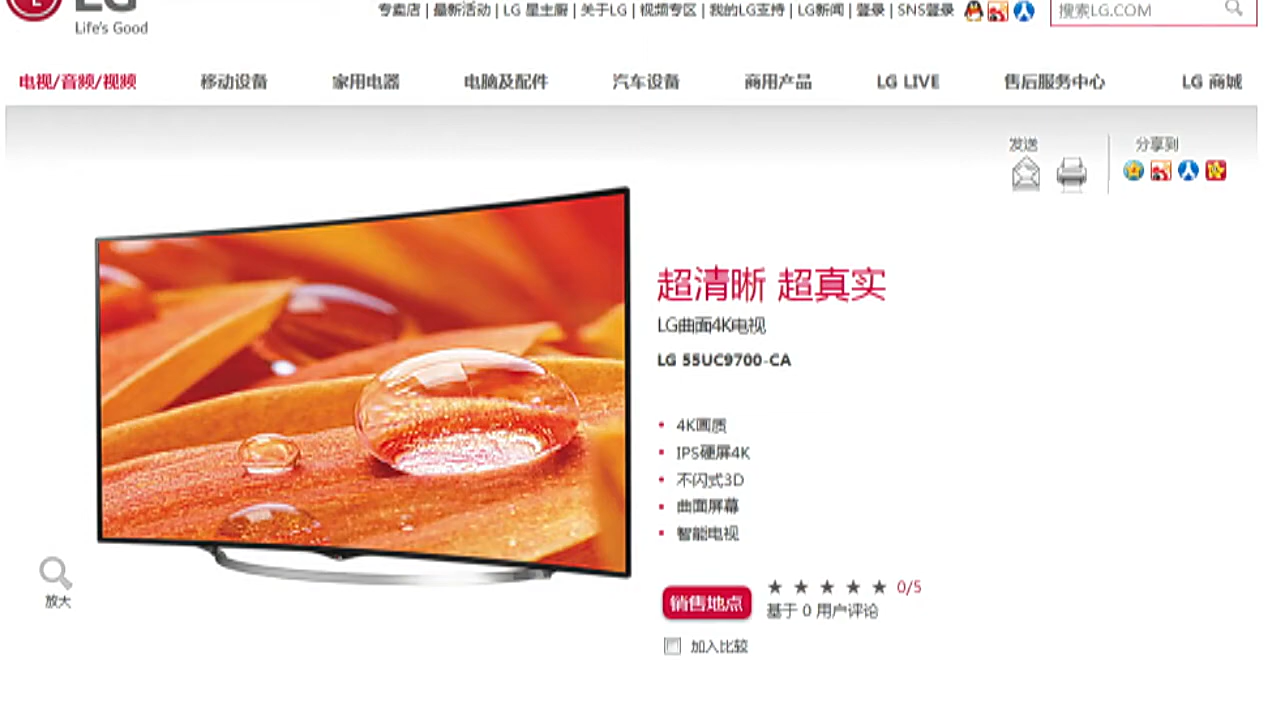 LG
专卖店 | 最新活动 | LG 星主厨 | 关于LG | 视频专区 | 我的LG支持 | LG新闻 | 登录 | SNS登录
搜索LG.COM
Life's Good
电视/音频/视频 移动设备 家用电器 电脑及配件 汽车设备 商用产品 LG LIVE 售后服务中心 LG 商城
发送 分享到
超清晰 超真实
LG曲面4K电视
LG 55UC9700-CA
4K画质
IPS硬屏4K
不闪式3D
曲面屏幕
智能电视
放大
销售地点
★ ★ ★ ★ ★ 0/5
基于 0 用户评论
加入比较